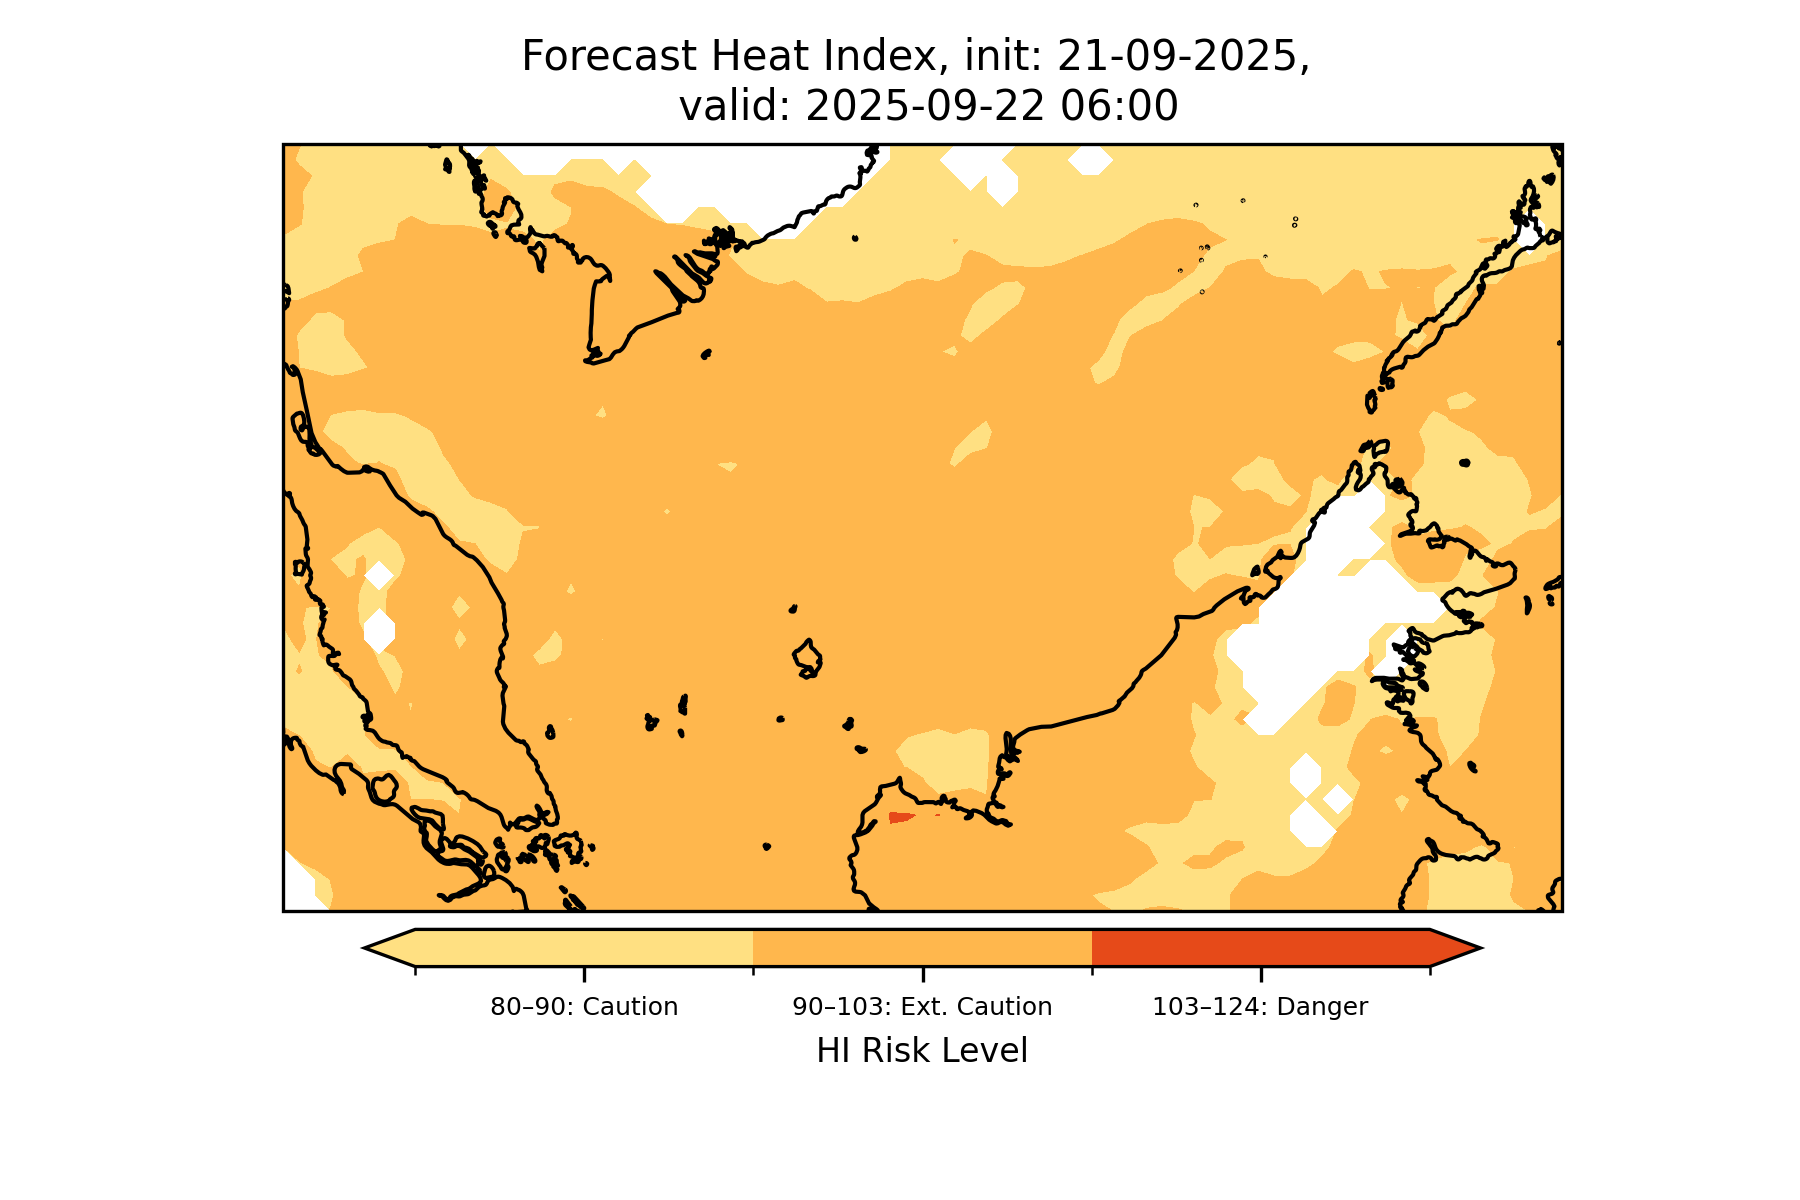 Forecast Heat Index, init: 21-09-2025,
valid: 2025-09-22 06:00
80–90: Caution
90–103: Ext. Caution
103–124: Danger
HI Risk Level